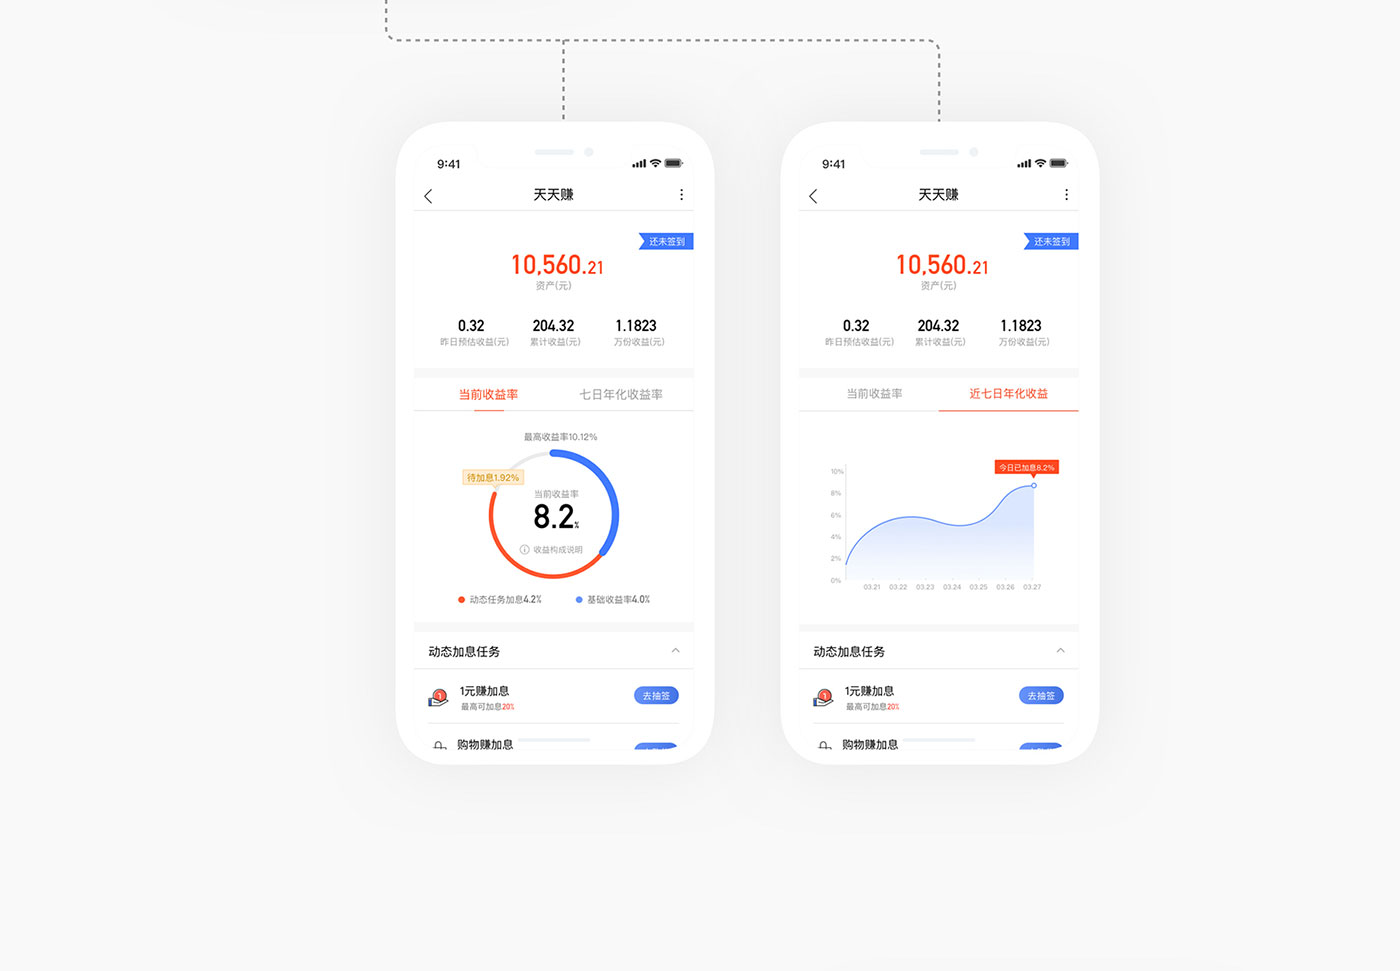 9:41
天天赚
还未签到
10,560.21
资产(元)
0.32 204.32 1.1823
昨日预估收益(元) 累计收益(元) 万份收益(元)
当前收益率 七日年化收益率
最高收益率10.12%
待加息1.92%
当前收益率
8.2%
收益构成说明
动态任务加息4.2% 基础收益率4.0%
动态加息任务
1元赚加息
最高可加息20%
去抽签
购物赚加息
9:41
天天赚
还未签到
10,560.21
资产(元)
0.32 204.32 1.1823
昨日预估收益(元) 累计收益(元) 万份收益(元)
当前收益率 近七日年化收益
今日已加息8.2%
10%
8%
6%
4%
2%
0%
03.21 03.22 03.23 03.24 03.25 03.26 03.27
动态加息任务
1元赚加息
最高可加息20%
去抽签
购物赚加息